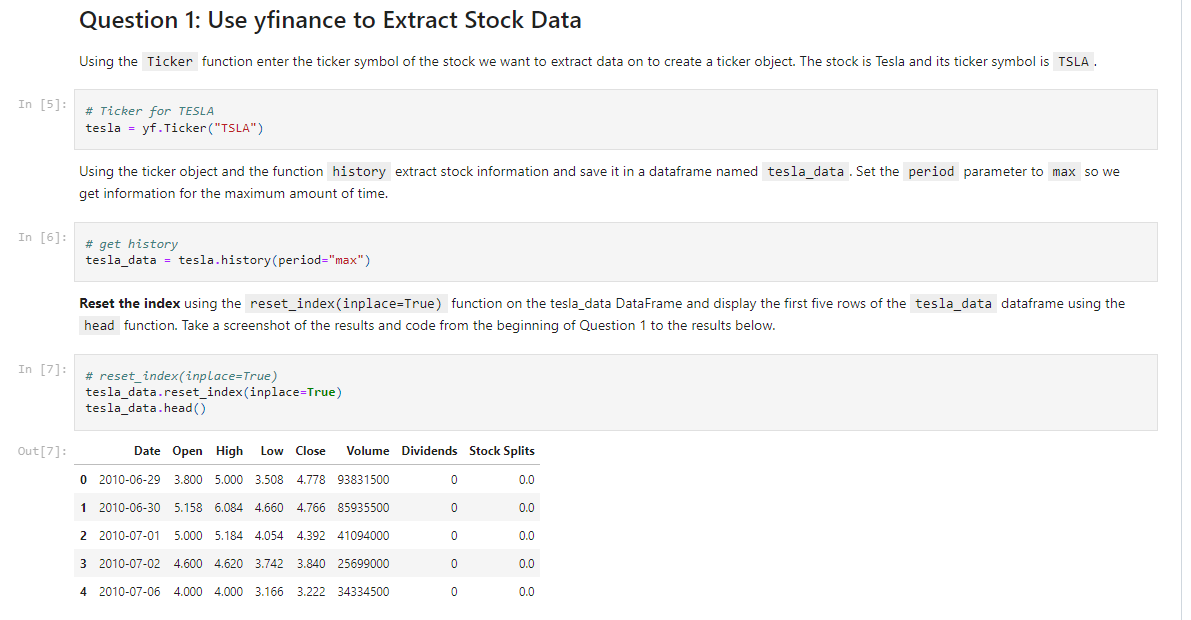 Question 1: Use yfinance to Extract Stock Data
Using the Ticker function enter the ticker symbol of the stock we want to extract data on to create a ticker object. The stock is Tesla and its ticker symbol is TSLA.
In [5]:
# Ticker for TESLA
tesla = yf.Ticker("TSLA")
Using the ticker object and the function history extract stock information and save it in a dataframe named tesla_data. Set the period parameter to max so we
get information for the maximum amount of time.
In [6]:
# get history
tesla_data = tesla.history(period="max")
Reset the index using the reset_index(inplace=True) function on the tesla_data DataFrame and display the first five rows of the tesla_data dataframe using the
head function. Take a screenshot of the results and code from the beginning of Question 1 to the results below.
In [7]:
# reset_index(inplace=True)
tesla_data.reset_index(inplace=True)
tesla_data.head()
Out[7]:
Date Open High Low Close Volume Dividends Stock Splits
0 2010-06-29 3.800 5.000 3.508 4.778 93831500 0 0.0
1 2010-06-30 5.158 6.084 4.660 4.766 85935500 0 0.0
2 2010-07-01 5.000 5.184 4.054 4.392 41094000 0 0.0
3 2010-07-02 4.600 4.620 3.742 3.840 25699000 0 0.0
4 2010-07-06 4.000 4.000 3.166 3.222 34334500 0 0.0